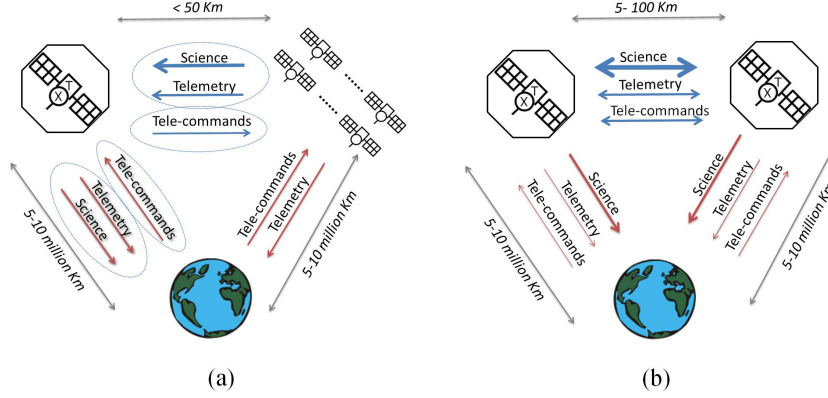 < 50 Km
Science
Telemetry
Tele-commands
X
T
Tele-commands
Telemetry
Science
Tele-commands
Telemetry
5-10 million Km
5-10 million Km
(a)
5- 100 Km
Science
Telemetry
Tele-commands
X
T
X
T
Science
Telemetry
Tele-commands
Science
Telemetry
Tele-commands
5-10 million Km
5-10 million Km
(b)